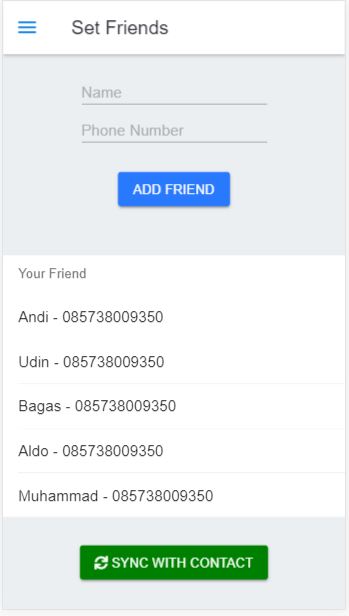 Set Friends
Name
Phone Number
ADD FRIEND
Your Friend
Andi - 085738009350
Udin - 085738009350
Bagas - 085738009350
Aldo - 085738009350
Muhammad - 085738009350
SYNC WITH CONTACT